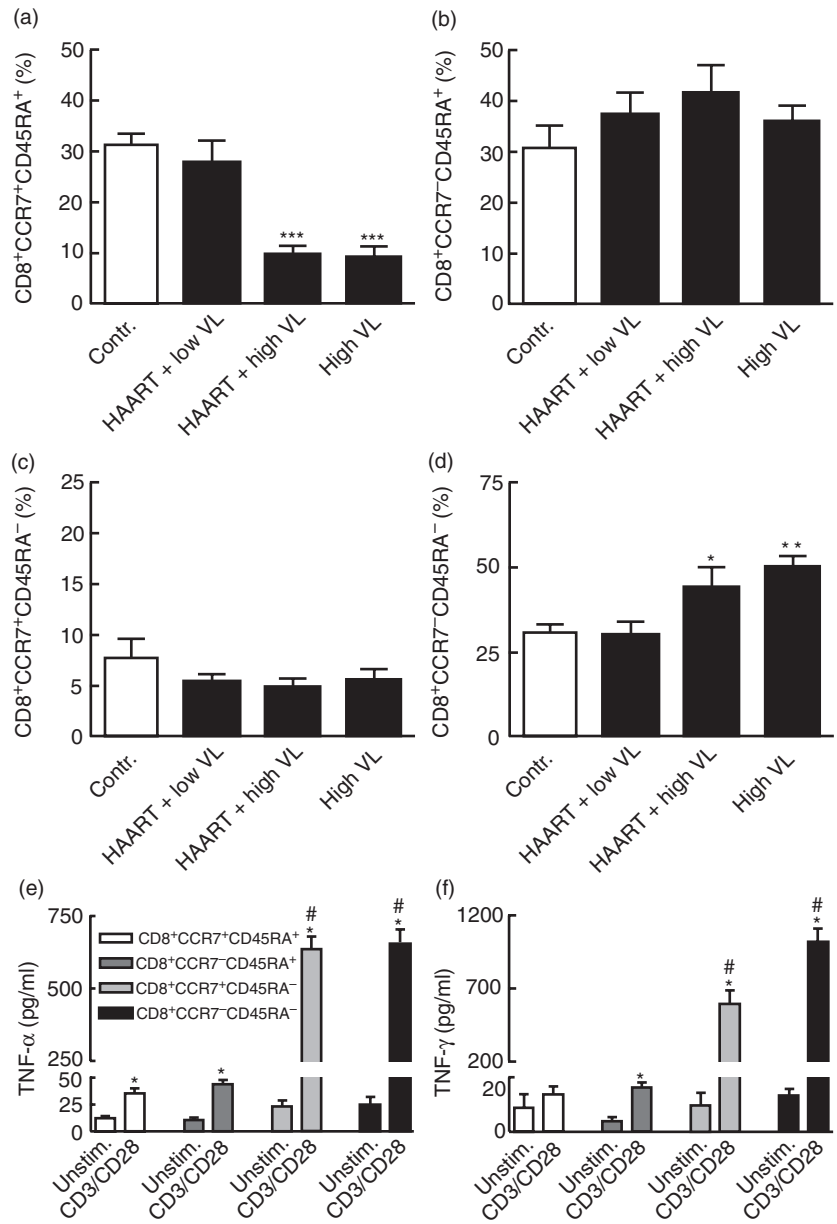 (a)
CD8⁺CCR7⁺CD45RA⁺ (%)
50
40
30
20
10
0
***
***
Contr.
HAART + low VL
HAART + high VL
High VL
(b)
CD8⁺CCR7⁻CD45RA⁺ (%)
50
40
30
20
10
0
Contr.
HAART + low VL
HAART + high VL
High VL
(c)
CD8⁺CCR7⁺CD45RA⁻ (%)
25
20
15
10
5
0
Contr.
HAART + low VL
HAART + high VL
High VL
(d)
CD8⁺CCR7⁻CD45RA⁻ (%)
75
50
25
0
*
**
Contr.
HAART + low VL
HAART + high VL
High VL
(e)
TNF-α (pg/ml)
750
500
250
50
25
0
CD8⁺CCR7⁺CD45RA⁺
CD8⁺CCR7⁻CD45RA⁺
CD8⁺CCR7⁺CD45RA⁻
CD8⁺CCR7⁻CD45RA⁻
*
*
#
*
#
*
Unstim.
CD3/CD28
Unstim.
CD3/CD28
Unstim.
CD3/CD28
Unstim.
CD3/CD28
(f)
TNF-γ (pg/ml)
1200
700
200
20
0
*
#
*
#
*
Unstim.
CD3/CD28
Unstim.
CD3/CD28
Unstim.
CD3/CD28
Unstim.
CD3/CD28